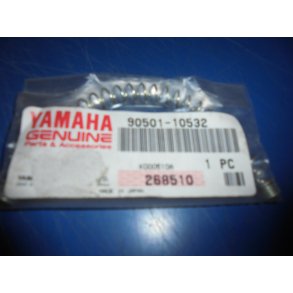 YAMAHA
GENUINE
Parts & Accessories
90501-10532
1 PC
268510
MADE IN JAPAN